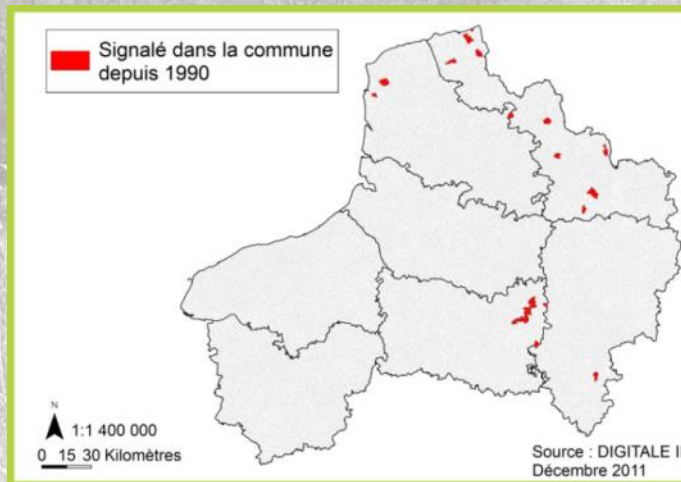 Signalé dans la commune
depuis 1990
N
1:1 400 000
0 15 30 Kilomètres
Source : DIGITALE
Décembre 2011